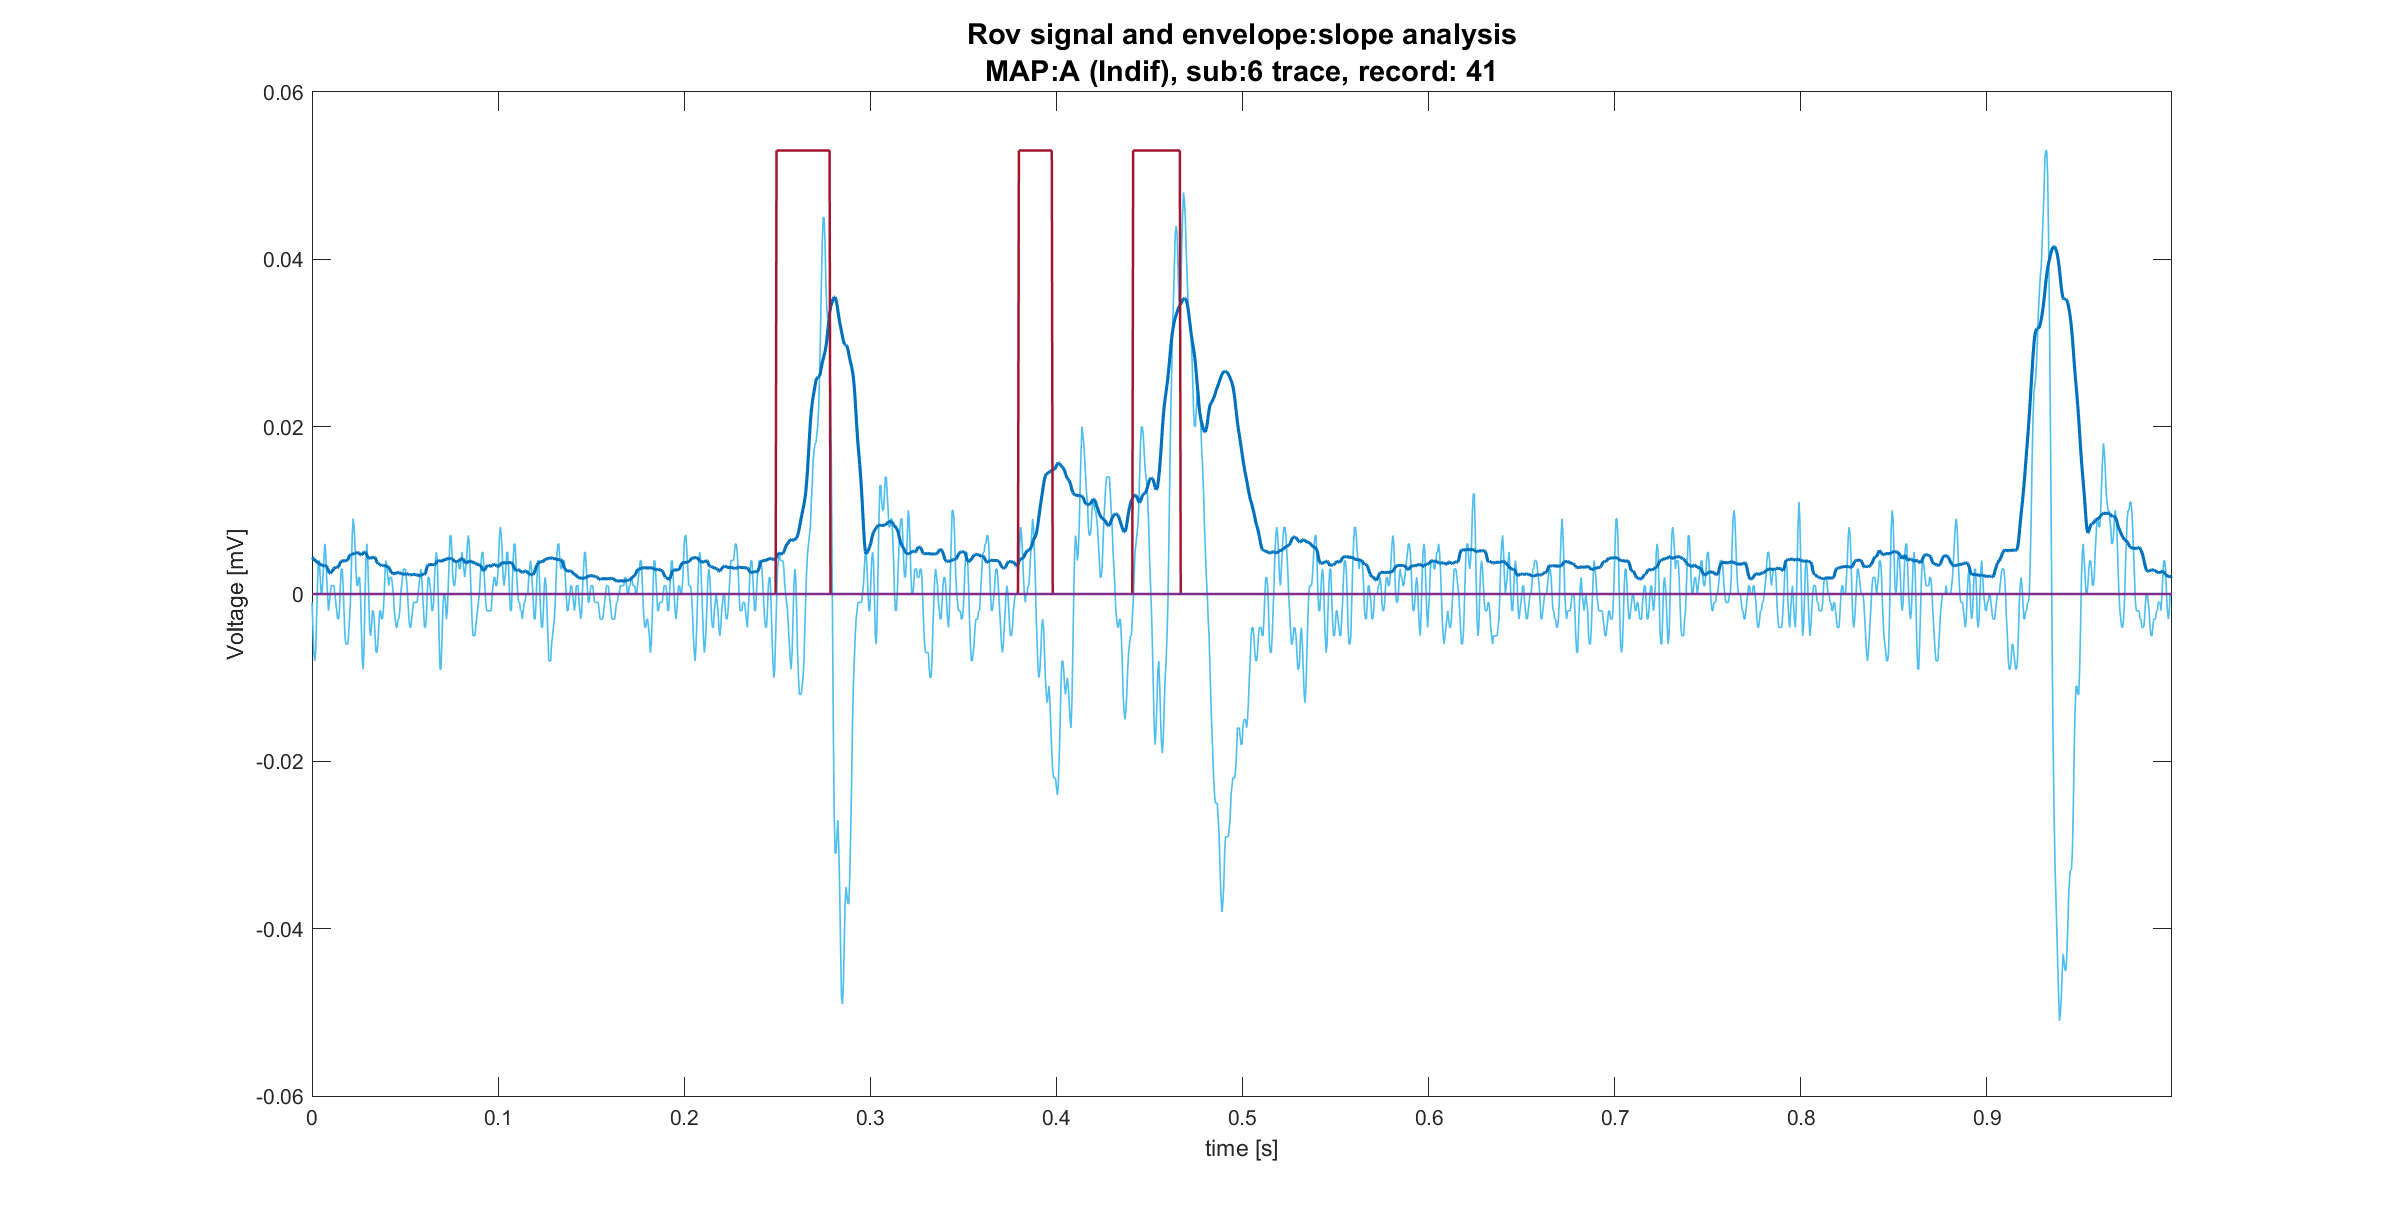 Rov signal and envelope:slope analysis
MAP:A (Indif), sub:6 trace, record: 41
0.06
0.04
0.02
0
-0.02
-0.04
-0.06
Voltage [mV]
0 0.1 0.2 0.3 0.4 0.5 0.6 0.7 0.8 0.9
time [s]